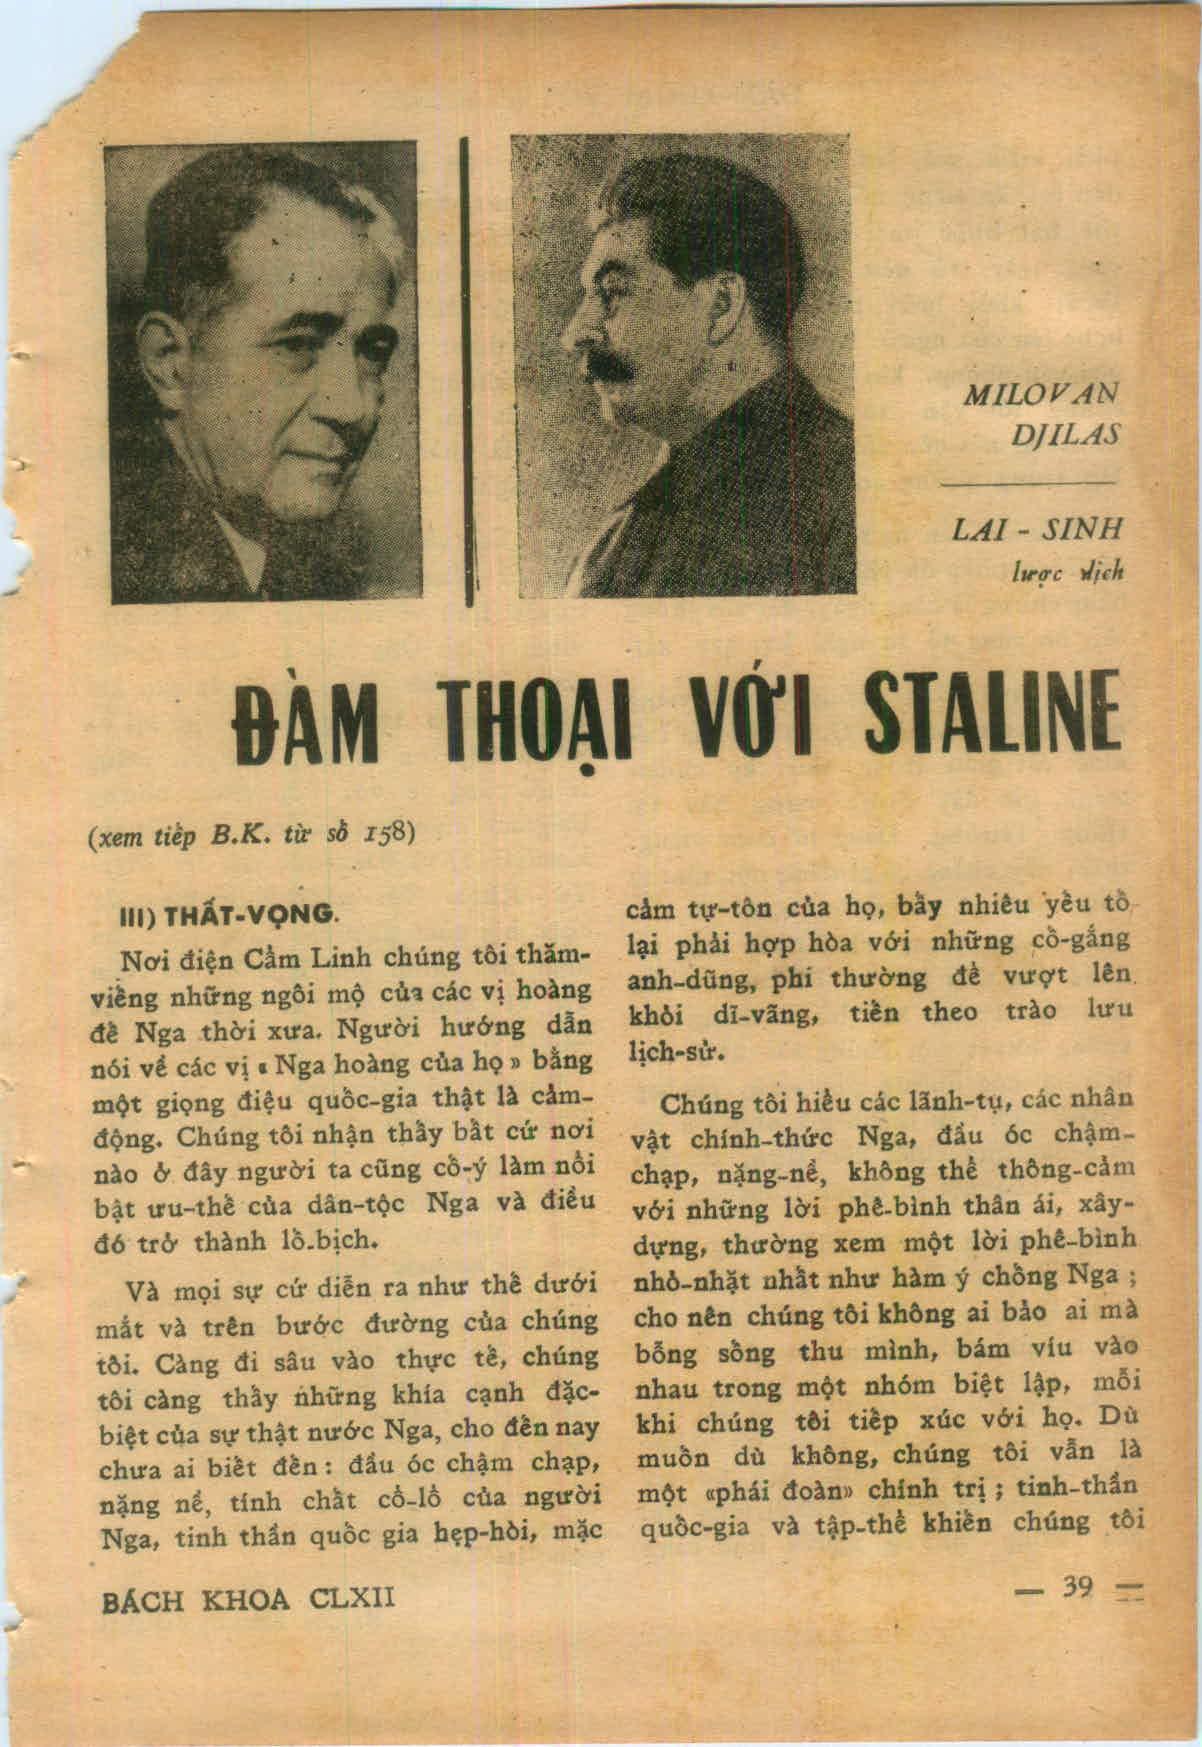 MILOVAN
DJILAS
LAI - SINH
lược dịch
ĐÀM THOẠI VỚI STALINE
(xem tiếp B.K. từ số 158)
III) THẤT-VỌNG.
Nơi điện Cẩm Linh chúng tôi thăm-
viếng những ngôi mộ của các vị hoàng
đế Nga thời xưa. Người hướng dẫn
nói về các vị « Nga hoàng của họ » bằng
một giọng điệu quốc-gia thật là cảm-
động. Chúng tôi nhận thấy bất cứ nơi
nào ở đây người ta cũng cố-ý làm nổi
bật ưu-thế của dân-tộc Nga và điều
đó trở thành lố-bịch.
Và mọi sự cứ diễn ra như thế dưới
mắt và trên bước đường của chúng
tôi. Càng đi sâu vào thực tế, chúng
tôi càng thấy những khía cạnh đặc-
biệt của sự thật nước Nga, cho đến nay
chưa ai biết đến : đầu óc chậm chạp,
nặng nề, tính chất cổ-lỗ của người
Nga, tinh thần quốc gia hẹp-hòi, mặc
cảm tự-tôn của họ, bấy nhiêu yếu tố
lại phải hợp hòa với những cố-gắng
anh-dũng, phi thường để vượt lên
khỏi dĩ-vãng, tiến theo trào lưu
lịch-sử.
Chúng tôi hiểu các lãnh-tụ, các nhân
vật chính-thức Nga, đầu óc chậm-
chạp, nặng-nề, không thể thông-cảm
với những lời phê-bình thân ái, xây-
dựng, thường xem một lời phê-bình
nhỏ-nhặt nhất như hàm ý chống Nga ;
cho nên chúng tôi không ai bảo ai mà
bỗng sống thu mình, bám víu vào
nhau trong một nhóm biệt lập, mỗi
khi chúng tôi tiếp xúc với họ. Dù
muốn dù không, chúng tôi vẫn là
một «phái đoàn» chính trị ; tinh-thần
quốc-gia và tập-thể khiến chúng tôi
BÁCH KHOA CLXII
— 39 —